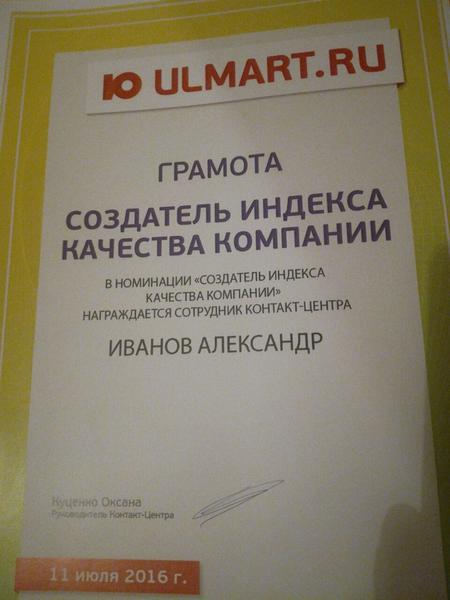 Ю ULMART.RU
ГРАМОТА
СОЗДАТЕЛЬ ИНДЕКСА
КАЧЕСТВА КОМПАНИИ
В НОМИНАЦИИ «СОЗДАТЕЛЬ ИНДЕКСА
КАЧЕСТВА КОМПАНИИ»
НАГРАЖДАЕТСЯ СОТРУДНИК КОНТАКТ-ЦЕНТРА
ИВАНОВ АЛЕКСАНДР
Куценко Оксана
Руководитель Контакт-Центра
11 июля 2016 г.